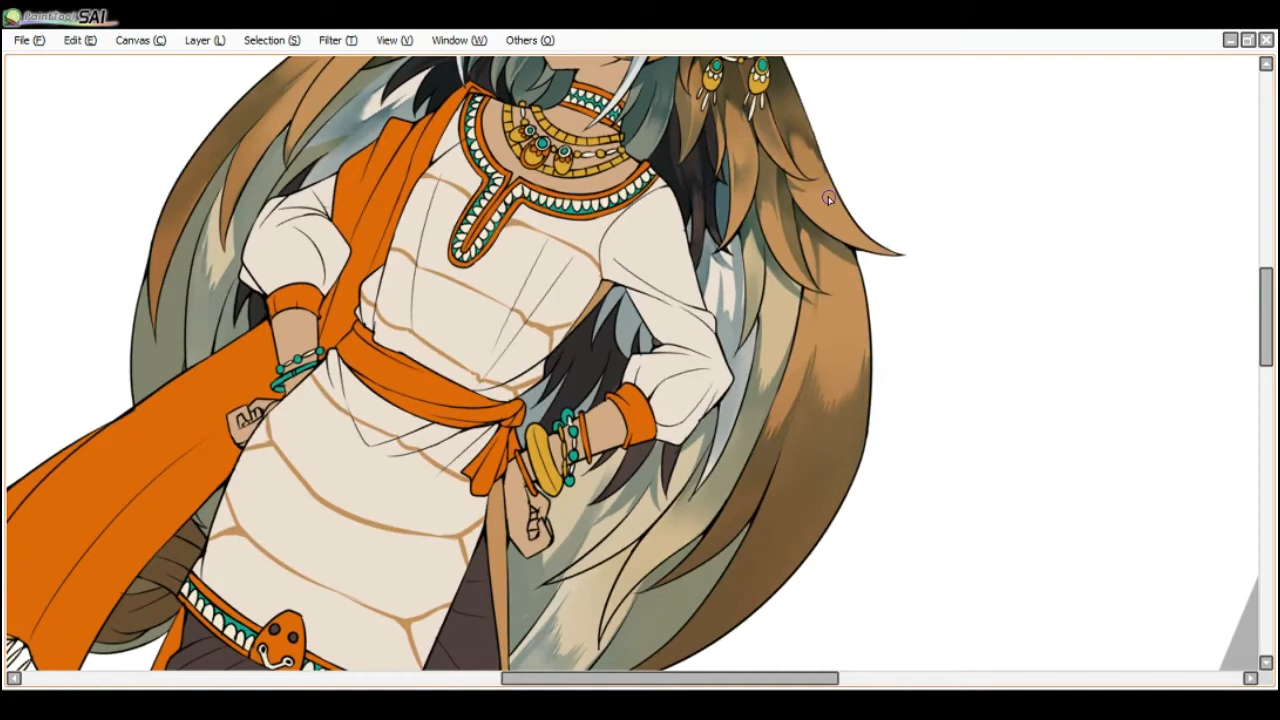 PaintTool SAI
File (F) Edit (E) Canvas (C) Layer (L) Selection (S) Filter (T) View (V) Window (W) Others (O)